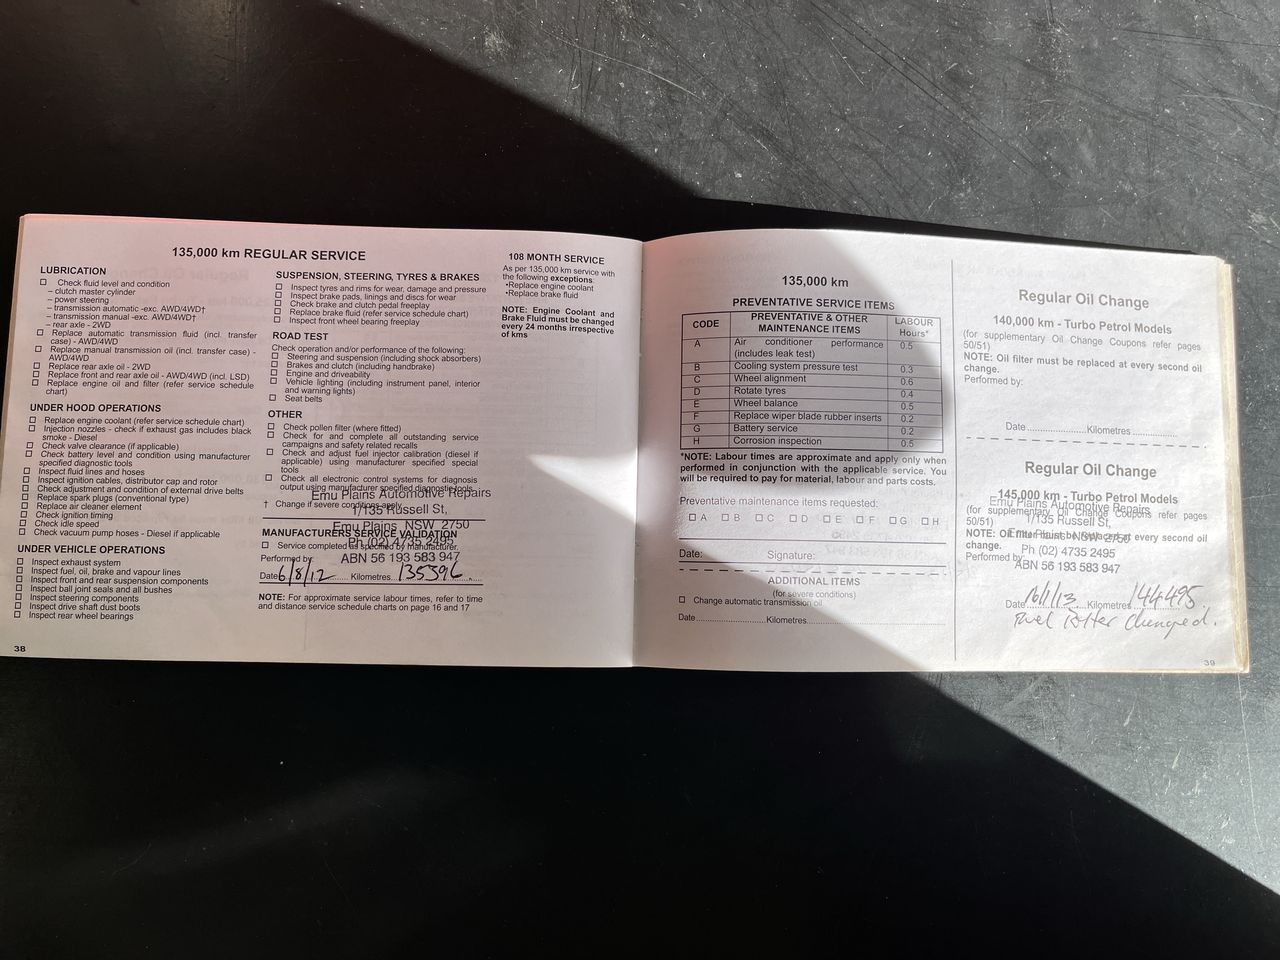 135,000 km REGULAR SERVICE
LUBRICATION
Check fluid level and condition
– clutch master cylinder
– power steering
– transmission automatic -exc. AWD/4WD†
– transmission manual -exc. AWD/4WD†
– rear axle - 2WD
Replace automatic transmission fluid (incl. transfer
case) - AWD/4WD
Replace manual transmission oil (incl. transfer case) -
AWD/4WD
Replace rear axle oil - 2WD
Replace front and rear axle oil - AWD/4WD (incl. LSD)
Replace engine oil and filter (refer service schedule
chart)
UNDER HOOD OPERATIONS
Replace engine coolant (refer service schedule chart)
Injection nozzles - check if exhaust gas includes black
smoke - Diesel
Check valve clearance (if applicable)
Check battery level and condition using manufacturer
specified diagnostic tools
Inspect fluid lines and hoses
Inspect ignition cables, distributor cap and rotor
Check adjustment and condition of external drive belts
Replace spark plugs (conventional type)
Replace air cleaner element
Check ignition timing
Check idle speed
Check vacuum pump hoses - Diesel if applicable
UNDER VEHICLE OPERATIONS
Inspect exhaust system
Inspect fuel, oil, brake and vapour lines
Inspect front and rear suspension components
Inspect ball joint seals and all bushes
Inspect steering components
Inspect drive shaft dust boots
Inspect rear wheel bearings
38
SUSPENSION, STEERING, TYRES & BRAKES
Inspect tyres and rims for wear, damage and pressure
Inspect brake pads, linings and discs for wear
Check brake and clutch pedal freeplay
Replace brake fluid (refer service schedule chart)
Inspect front wheel bearing freeplay
ROAD TEST
Check operation and/or performance of the following:
Steering and suspension (including shock absorbers)
Brakes and clutch (including handbrake)
Engine and driveability
Vehicle lighting (including instrument panel, interior
and warning lights)
Seat belts
OTHER
Check pollen filter (where fitted)
Check for and complete all outstanding service
campaigns and safety related recalls
Check and adjust fuel injector calibration (diesel if
applicable) using manufacturer specified special
tools
Check all electronic control systems for diagnosis
output using manufacturer specified diagnostic tools
Emu Plains Automotive Repairs
† Change if severe conditions apply
1/135 Russell St,
Emu Plains NSW 2750
MANUFACTURERS SERVICE VALIDATION
Ph (02) 4735 2495
Service completed as specified by manufacturer.
Performed by:
ABN 56 193 583 947
Date 6/8/12 Kilometres 135396
NOTE: For approximate service labour times, refer to time
and distance service schedule charts on page 16 and 17
108 MONTH SERVICE
As per 135,000 km service with
the following exceptions:
•Replace engine coolant
•Replace brake fluid
NOTE: Engine Coolant and
Brake Fluid must be changed
every 24 months irrespective
of kms
135,000 km
PREVENTATIVE SERVICE ITEMS
CODE PREVENTATIVE & OTHER MAINTENANCE ITEMS LABOUR Hours*
A Air conditioner performance (includes leak test) 0.5
B Cooling system pressure test 0.3
C Wheel alignment 0.6
D Rotate tyres 0.4
E Wheel balance 0.5
F Replace wiper blade rubber inserts 0.2
G Battery service 0.2
H Corrosion inspection 0.5
*NOTE: Labour times are approximate and apply only when
performed in conjunction with the applicable service. You
will be required to pay for material, labour and parts costs.
Preventative maintenance items requested:
A B C D E F G H
Date: Signature:
ADDITIONAL ITEMS
(for severe conditions)
Change automatic transmission oil
Date Kilometres
Regular Oil Change
140,000 km - Turbo Petrol Models
(for supplementary Oil Change Coupons refer pages
50/51)
NOTE: Oil filter must be replaced at every second oil
change.
Performed by:
Date Kilometres
Regular Oil Change
145,000 km - Turbo Petrol Models
Emu Plains Automotive Repairs
(for supplementary Oil Change Coupons refer pages
50/51)
1/135 Russell St,
Emu Plains NSW 2750
NOTE: Oil filter must be replaced at every second oil
change.
Ph (02) 4735 2495
Performed by:
ABN 56 193 583 947
Date 16/1/13 Kilometres 144495
Fuel filter changed.
39